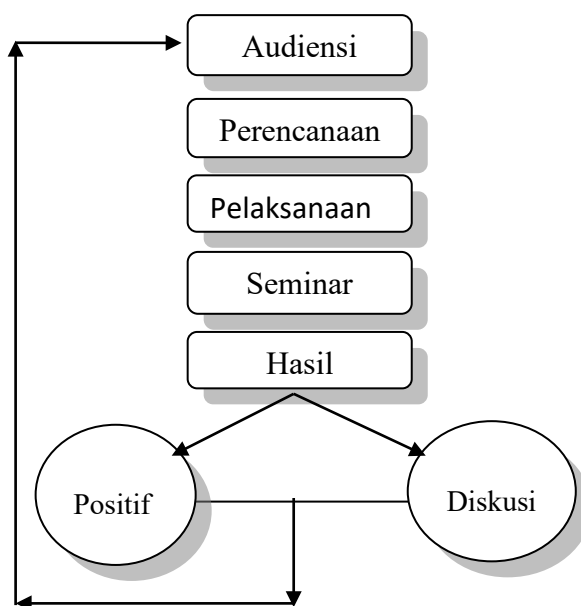 Audiensi
Perencanaan
Pelaksanaan
Seminar
Hasil
Positif
Diskusi